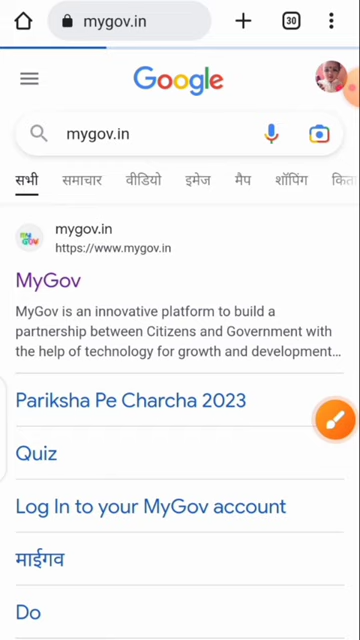 mygov.in
30
Google
mygov.in
सभी समाचार वीडियो इमेज मैप शॉपिंग
my GOV
mygov.in
https://www.mygov.in
MyGov
MyGov is an innovative platform to build a
partnership between Citizens and Government with
the help of technology for growth and development...
Pariksha Pe Charcha 2023
Quiz
Log In to your MyGov account
माईगव
Do